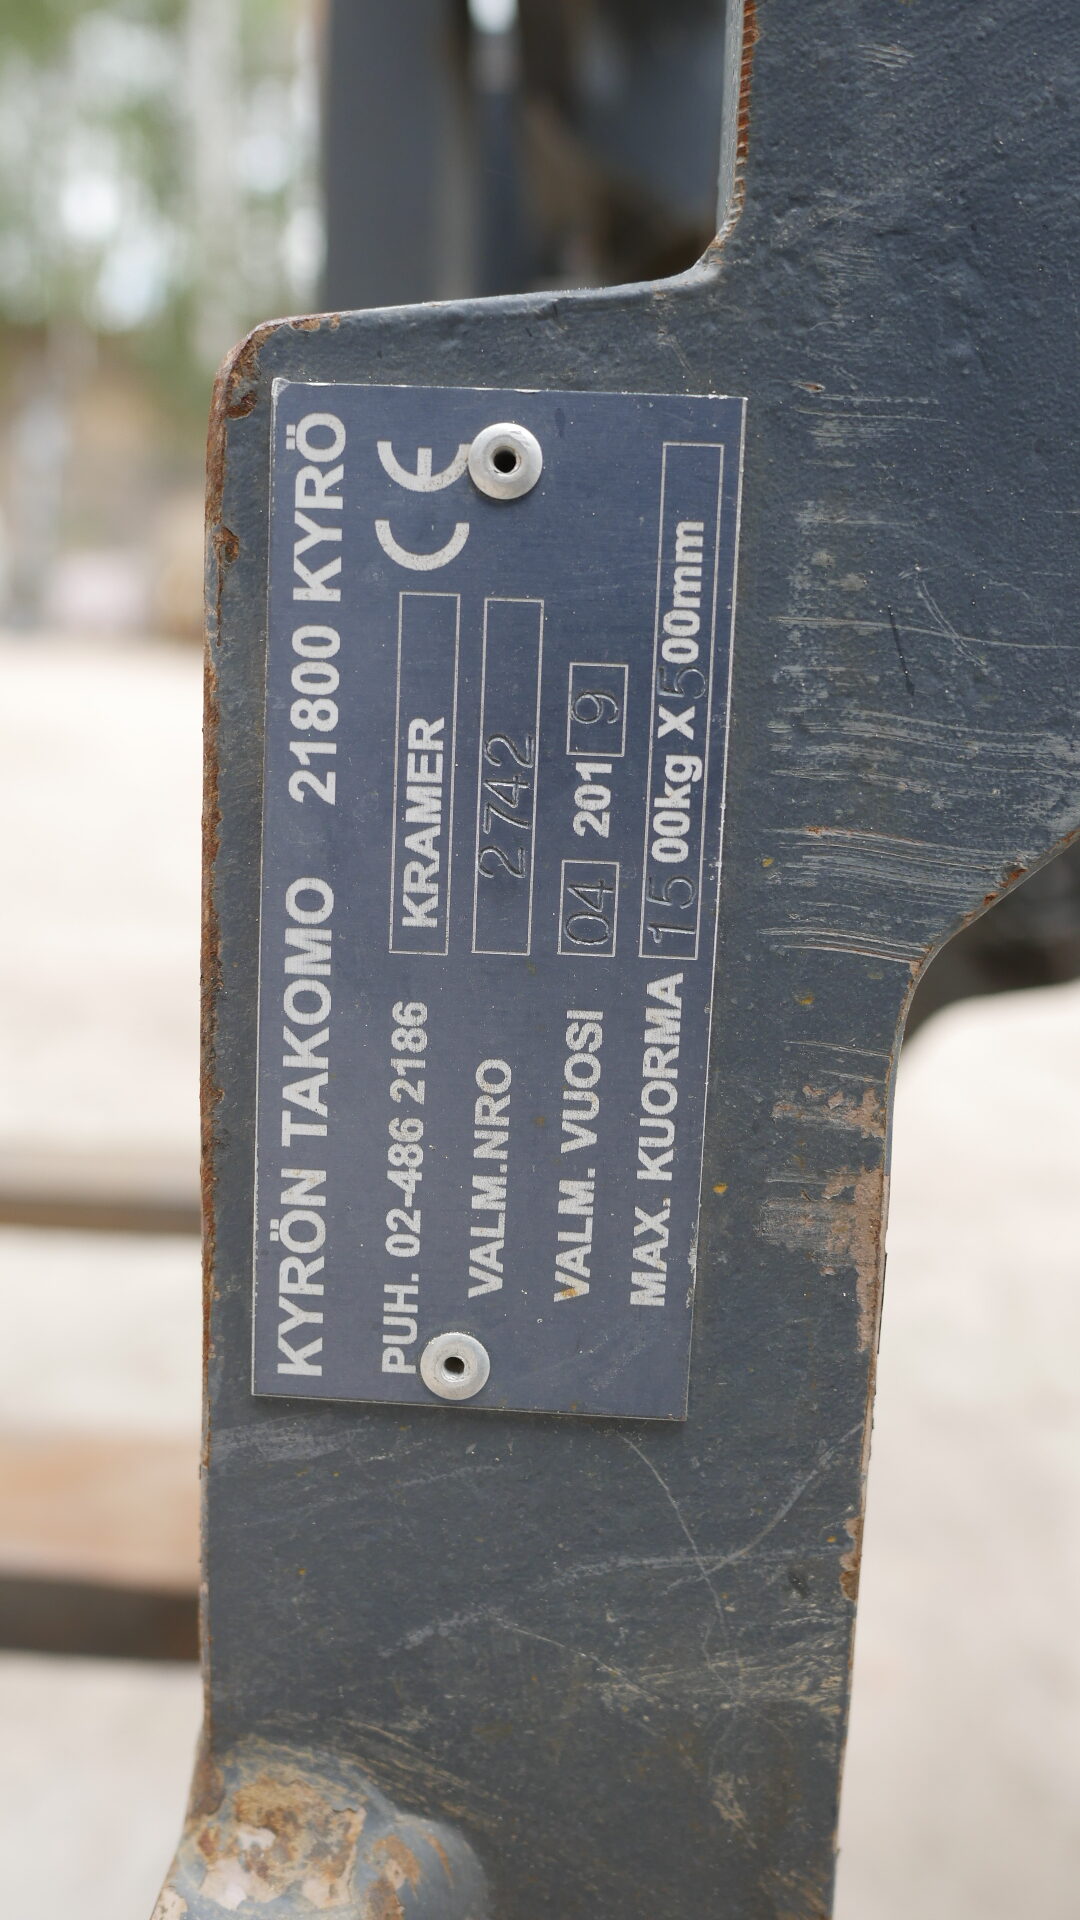 KYRÖN TAKOMO 21800 KYRÖ
PUH. 02-486 2186 KRAMER CE
VALM.NRO 2742
VALM. VUOSI 04 2019
MAX. KUORMA 1500kg X 500mm